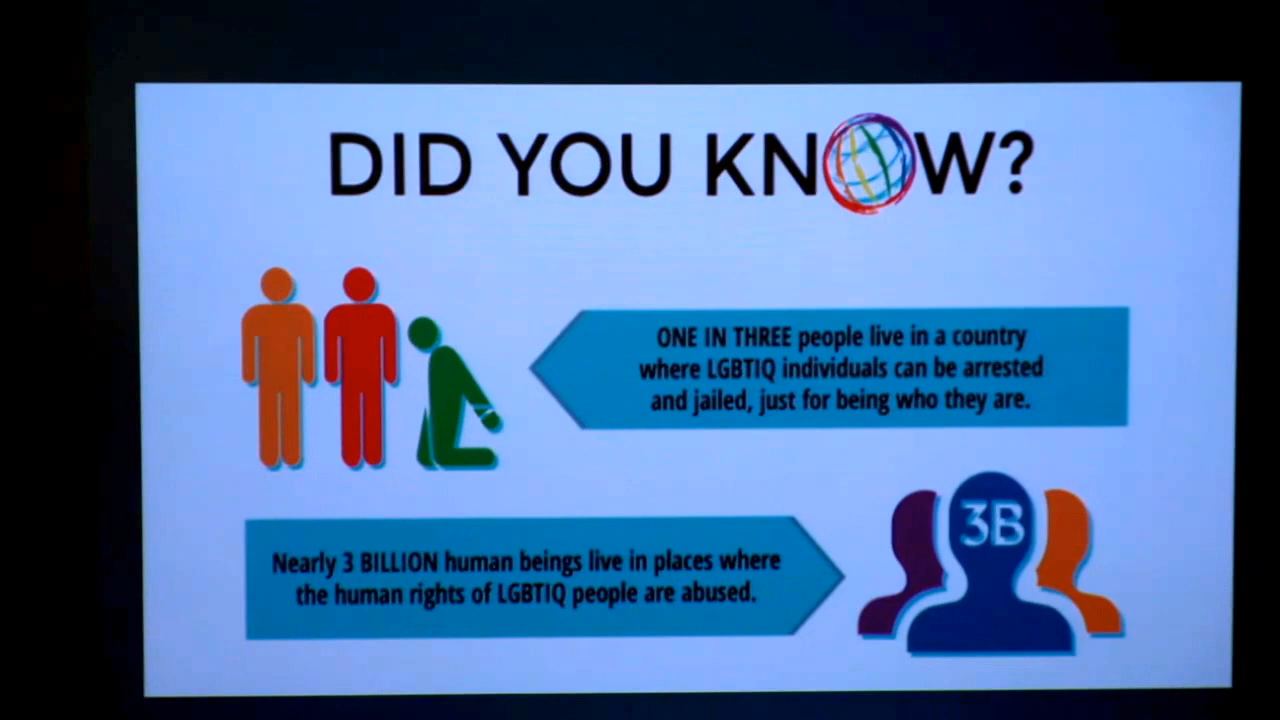 DID YOU KNOW?
ONE IN THREE people live in a country
where LGBTIQ individuals can be arrested
and jailed, just for being who they are.
3B
Nearly 3 BILLION human beings live in places where
the human rights of LGBTIQ people are abused.